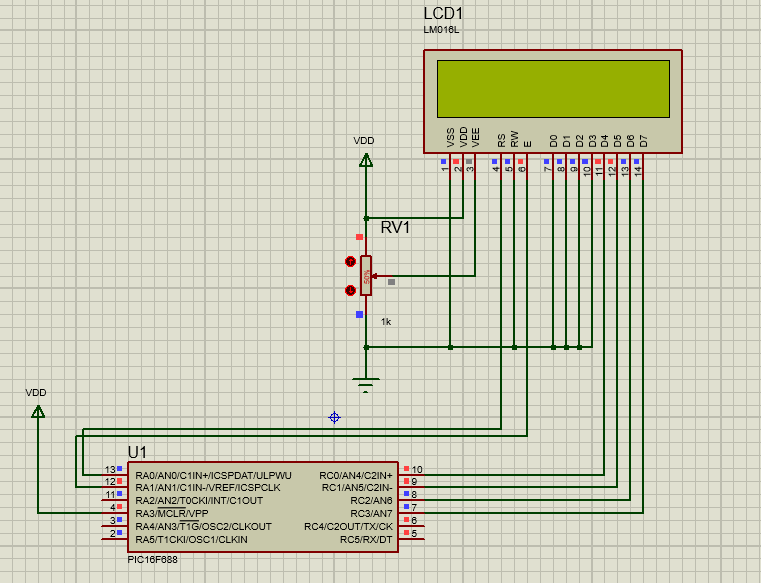 LCD1
LM016L
VSS VDD VEE RS RW E D0 D1 D2 D3 D4 D5 D6 D7
1 2 3 4 5 6 7 8 9 10 11 12 13 14
VDD
RV1
50%
1k
VDD
U1
13 RA0/AN0/C1IN+/ICSPDAT/ULPWU RC0/AN4/C2IN+ 10
12 RA1/AN1/C1IN-/VREF/ICSPCLK RC1/AN5/C2IN- 9
11 RA2/AN2/T0CKI/INT/C1OUT RC2/AN6 8
4 RA3/MCLR/VPP RC3/AN7 7
3 RA4/AN3/T1G/OSC2/CLKOUT RC4/C2OUT/TX/CK 6
2 RA5/T1CKI/OSC1/CLKIN RC5/RX/DT 5
PIC16F688